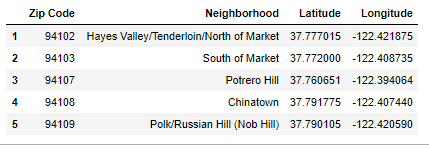 Zip Code Neighborhood Latitude Longitude
1 94102 Hayes Valley/Tenderloin/North of Market 37.777015 -122.421875
2 94103 South of Market 37.772000 -122.408735
3 94107 Potrero Hill 37.760651 -122.394064
4 94108 Chinatown 37.791775 -122.407440
5 94109 Polk/Russian Hill (Nob Hill) 37.790105 -122.420590